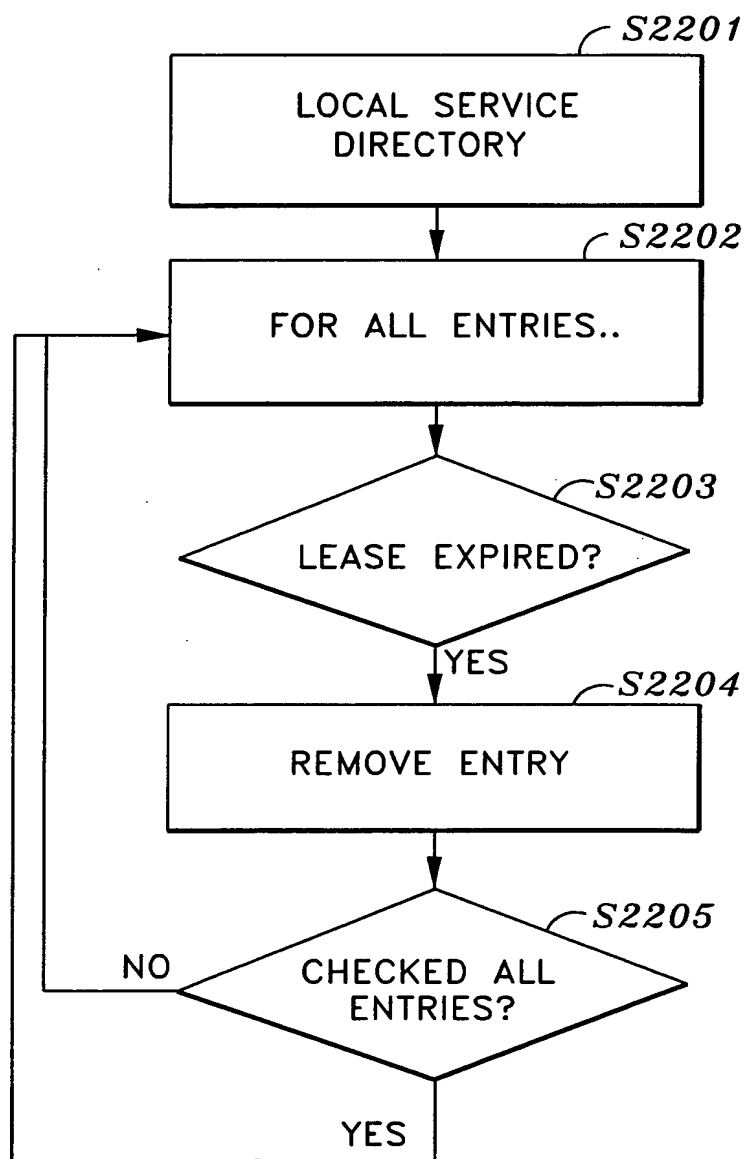 S2201
LOCAL SERVICE
DIRECTORY
S2202
FOR ALL ENTRIES..
S2203
LEASE EXPIRED?
YES
S2204
REMOVE ENTRY
S2205
NO
CHECKED ALL
ENTRIES?
YES